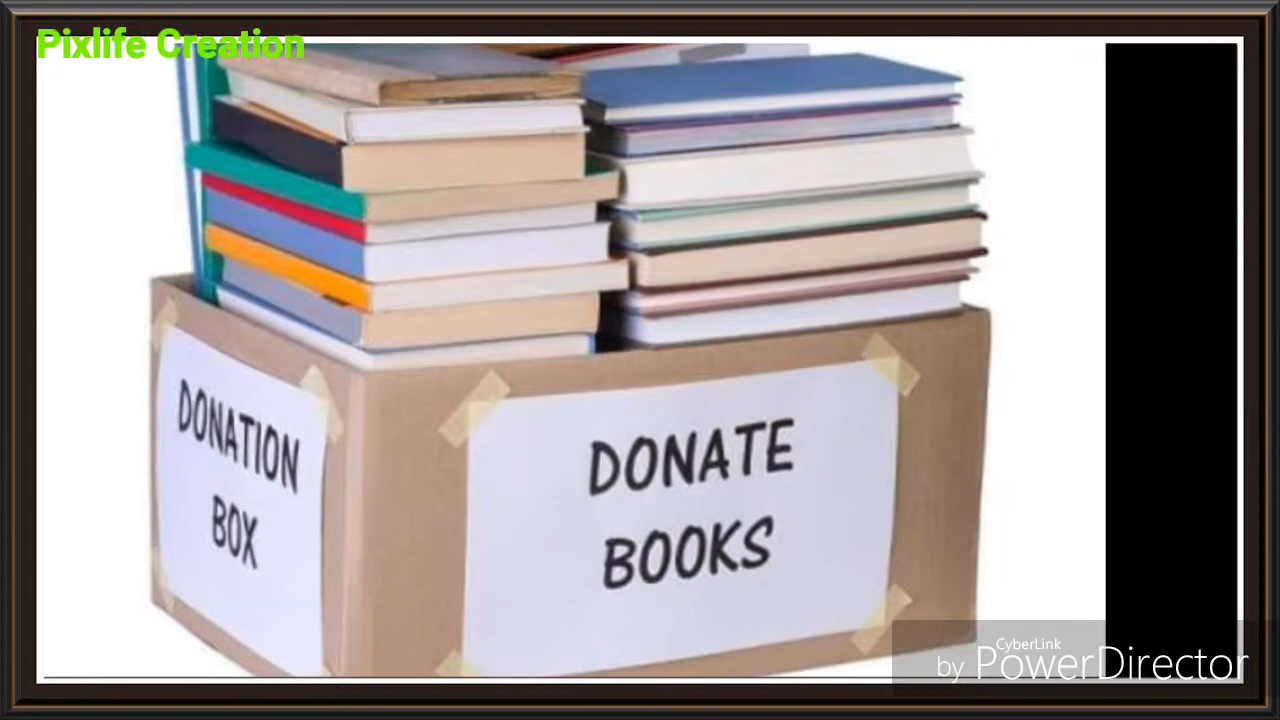 Pixlife Creation
DONATION
BOX
DONATE
BOOKS
CyberLink
by PowerDirector